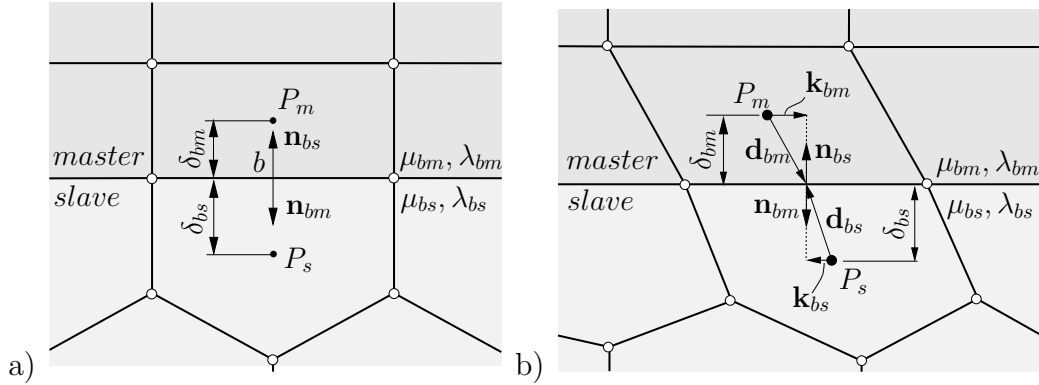 P_m
δ_bm
n_bs
b
master
μ_bm, λ_bm
slave
μ_bs, λ_bs
δ_bs
n_bm
P_s
a)
k_bm
P_m
δ_bm
d_bm
n_bs
master
μ_bm, λ_bm
slave
μ_bs, λ_bs
n_bm
d_bs
δ_bs
P_s
k_bs
b)